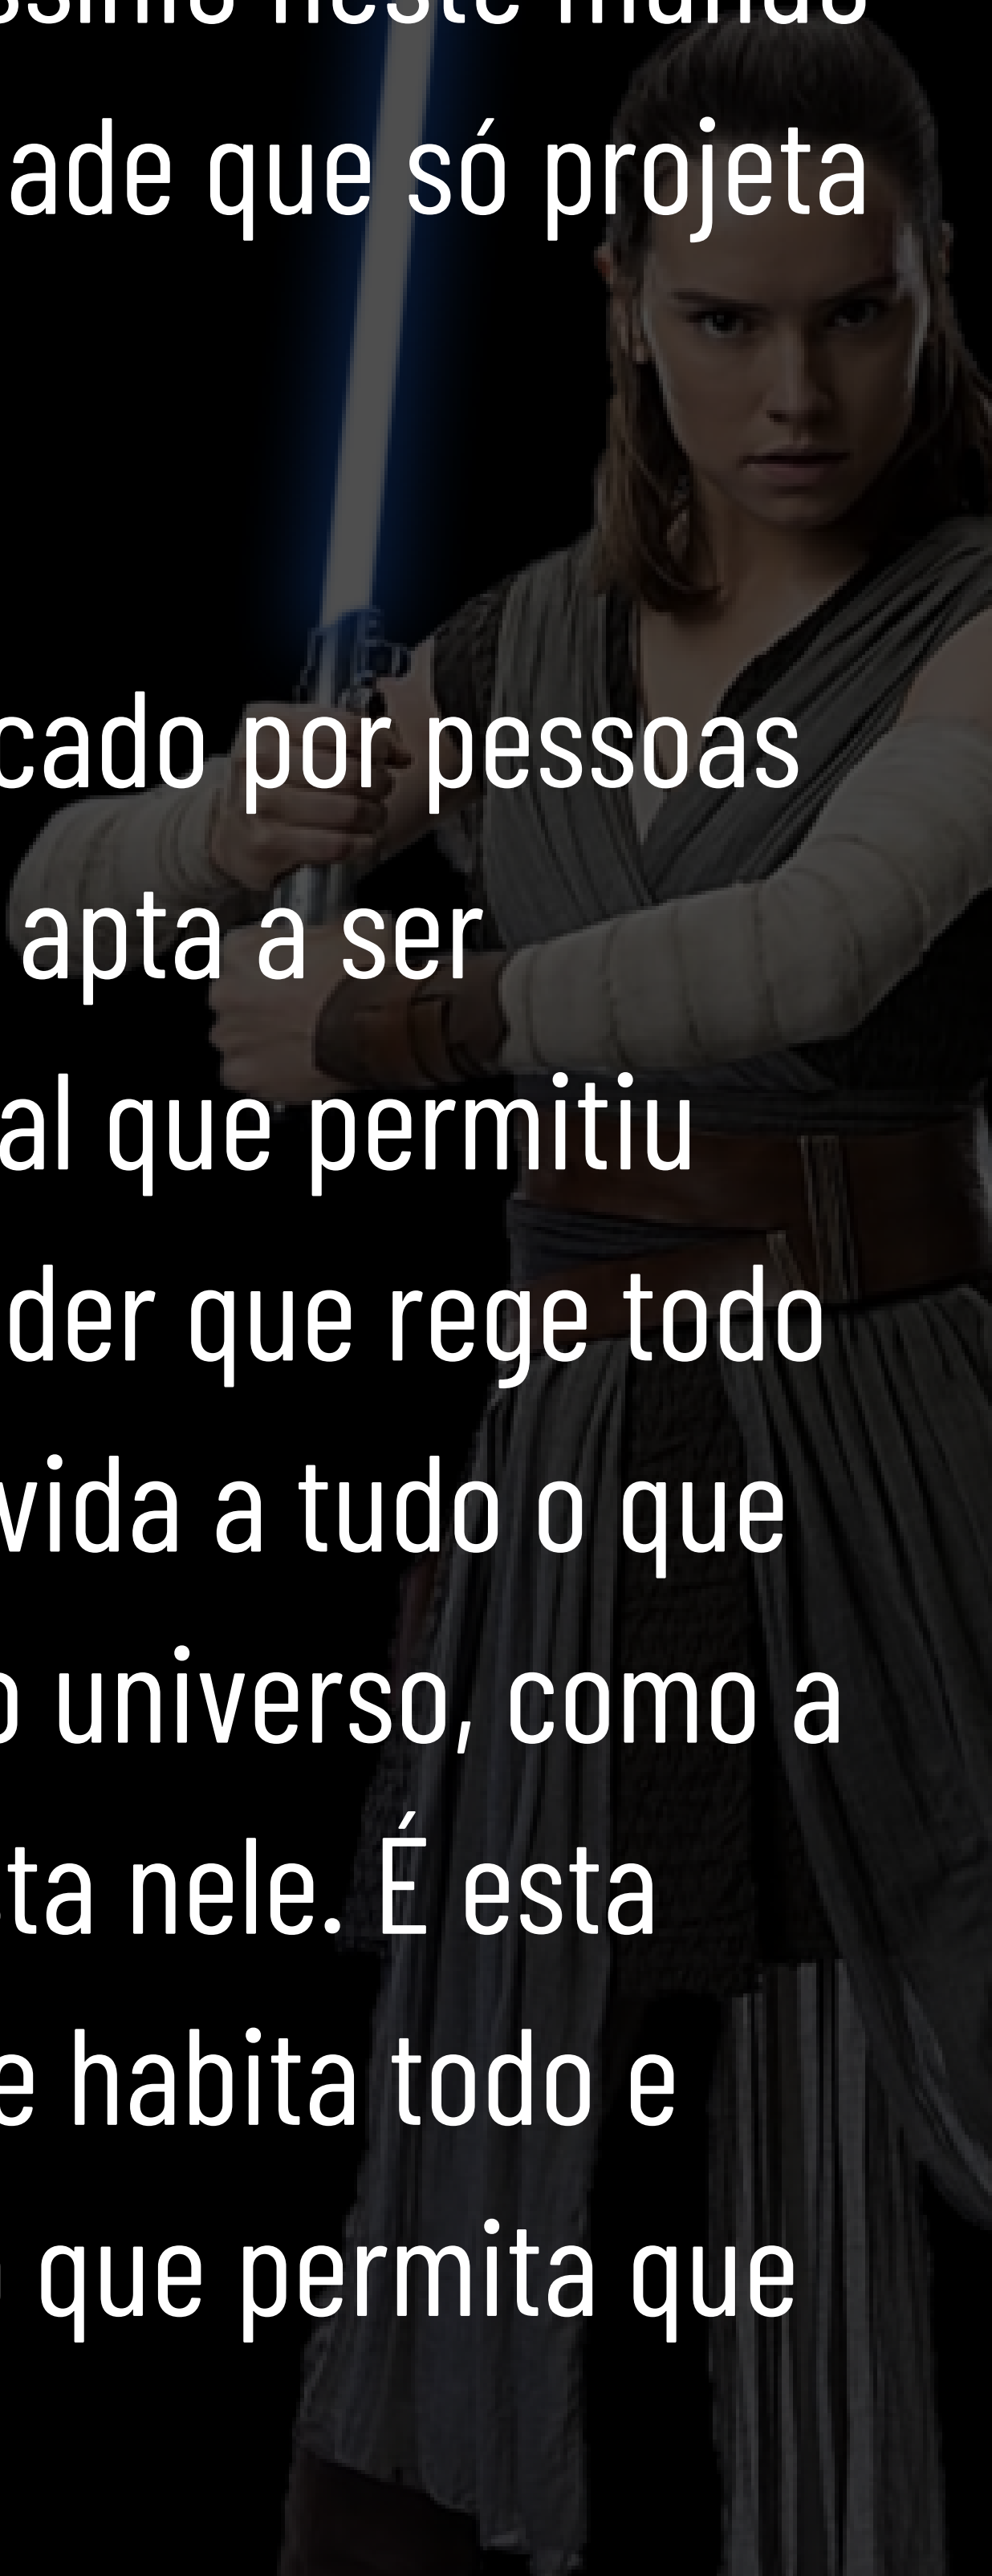 ade que só projeta
cado por pessoas
apta a ser
al que permitiu
der que rege todo
vida a tudo o que
o universo, como a
ta nele. É esta
e habita todo e
que permita que